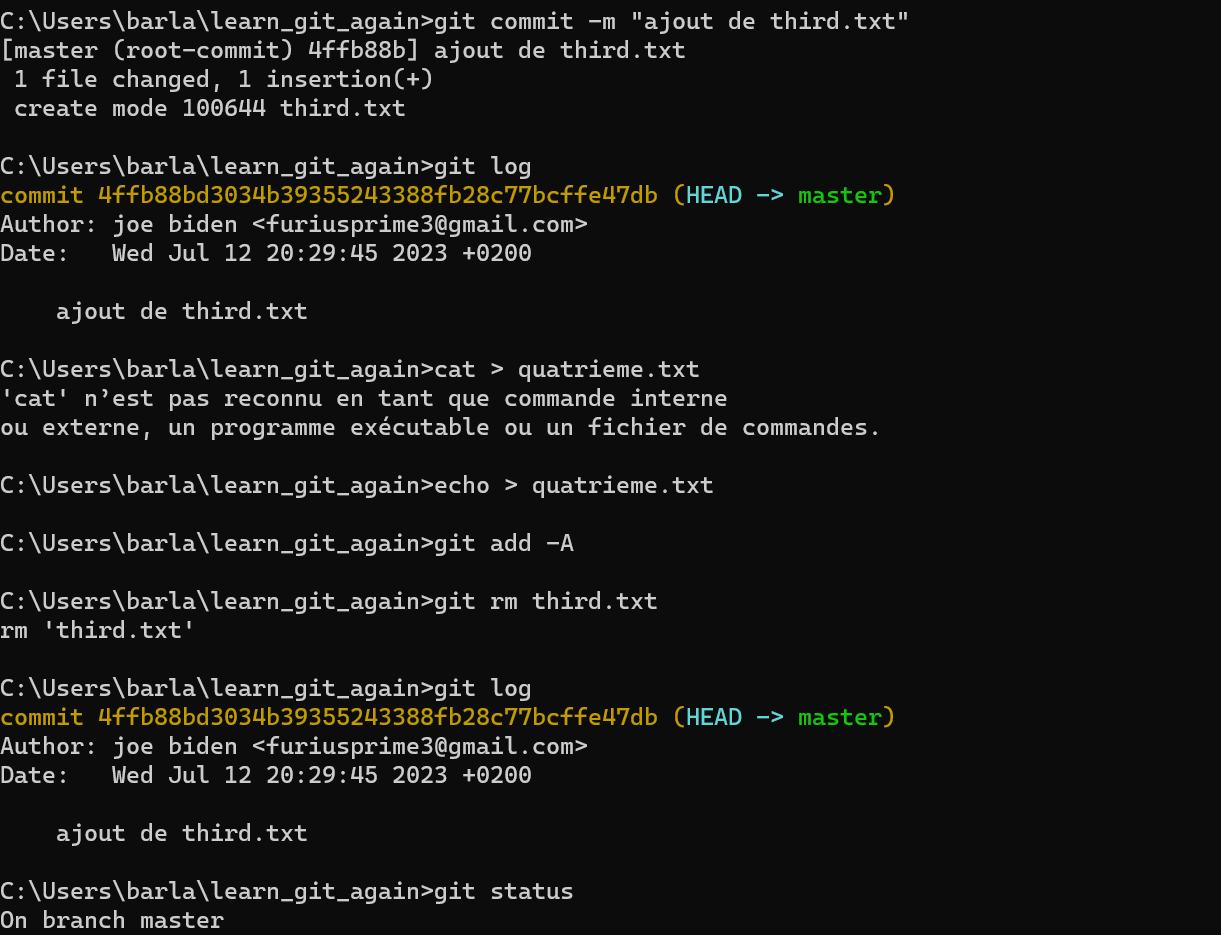 C:\Users\barla\learn_git_again>git commit -m "ajout de third.txt"
[master (root-commit) 4ffb88b] ajout de third.txt
 1 file changed, 1 insertion(+)
 create mode 100644 third.txt

C:\Users\barla\learn_git_again>git log
commit 4ffb88bd3034b39355243388fb28c77bcffe47db (HEAD -> master)
Author: joe biden <furiusprime3@gmail.com>
Date:   Wed Jul 12 20:29:45 2023 +0200

    ajout de third.txt

C:\Users\barla\learn_git_again>cat > quatrieme.txt
'cat' n’est pas reconnu en tant que commande interne
ou externe, un programme exécutable ou un fichier de commandes.

C:\Users\barla\learn_git_again>echo > quatrieme.txt

C:\Users\barla\learn_git_again>git add -A

C:\Users\barla\learn_git_again>git rm third.txt
rm 'third.txt'

C:\Users\barla\learn_git_again>git log
commit 4ffb88bd3034b39355243388fb28c77bcffe47db (HEAD -> master)
Author: joe biden <furiusprime3@gmail.com>
Date:   Wed Jul 12 20:29:45 2023 +0200

    ajout de third.txt

C:\Users\barla\learn_git_again>git status
On branch master